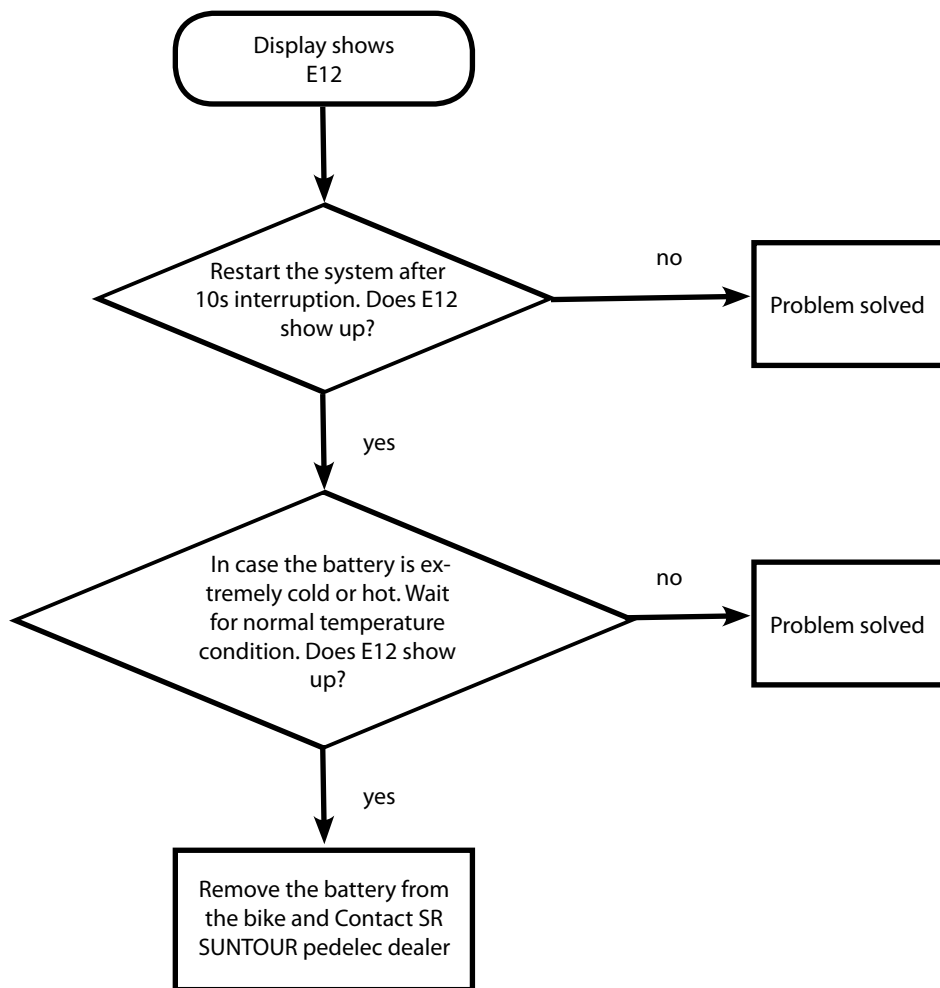 Display shows
E12
Restart the system after
10s interruption. Does E12
show up?
no
Problem solved
yes
In case the battery is ex-
tremely cold or hot. Wait
for normal temperature
condition. Does E12 show
up?
no
Problem solved
yes
Remove the battery from
the bike and Contact SR
SUNTOUR pedelec dealer